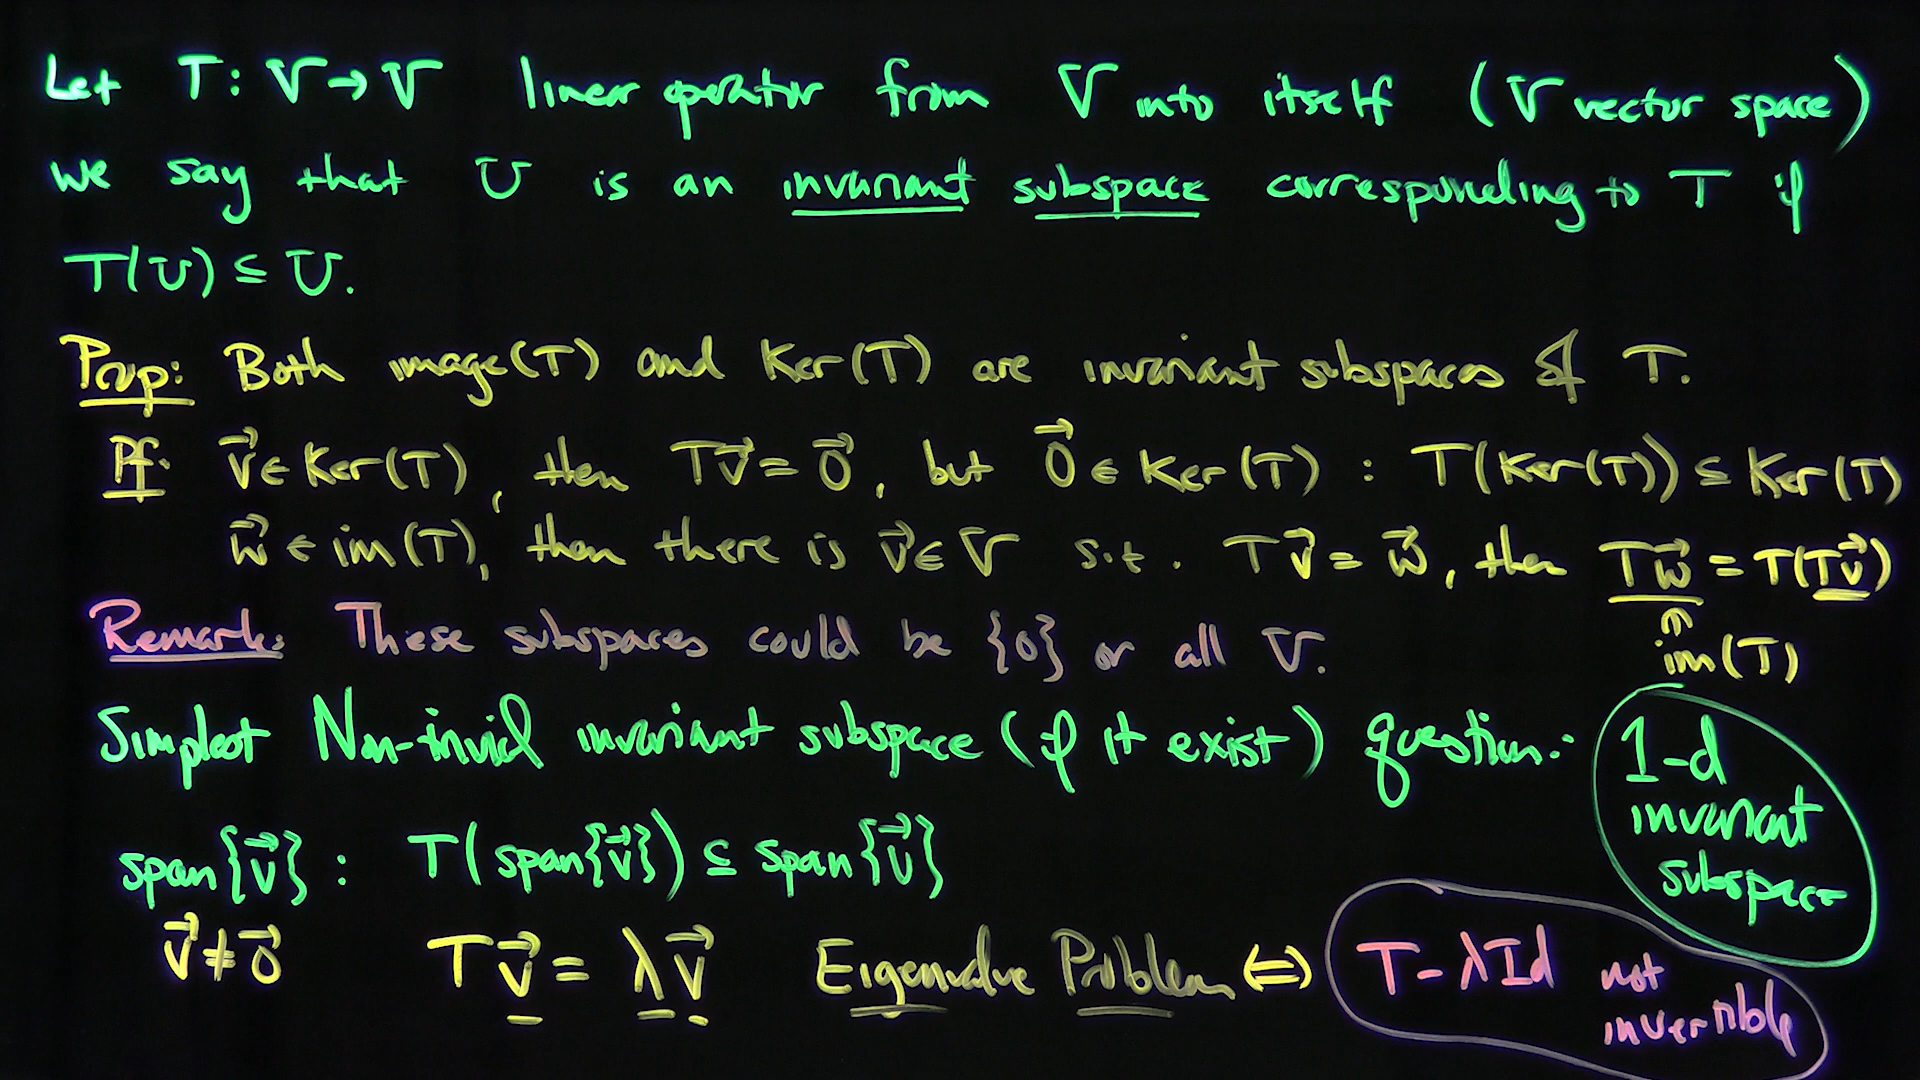 Let T: V → V linear operator from V into itself (V vector space)
we say that U is an invariant subspace corresponding to T if
T(U) ⊆ U.
Prop: Both image(T) and Ker(T) are invariant subspaces of T.
Pf: v⃗ ∈ Ker(T), then Tv⃗ = 0⃗, but 0⃗ ∈ Ker(T) : T(Ker(T)) ⊆ Ker(T)
w⃗ ∈ im(T), then there is v⃗ ∈ V s.t. Tv⃗ = w⃗, then Tw⃗ = T(Tv⃗)
∩
im(T)
Remark: These subspaces could be {0} or all V.
Simplest Non-trivial invariant subspace (if it exist) question:
1-d
invariant
subspace
span{v⃗} : T(span{v⃗}) ⊆ span{v⃗}
v⃗ ≠ 0⃗ Tv⃗ = λv⃗ Eigenvalue Problem ⇔ T - λId not
invertible